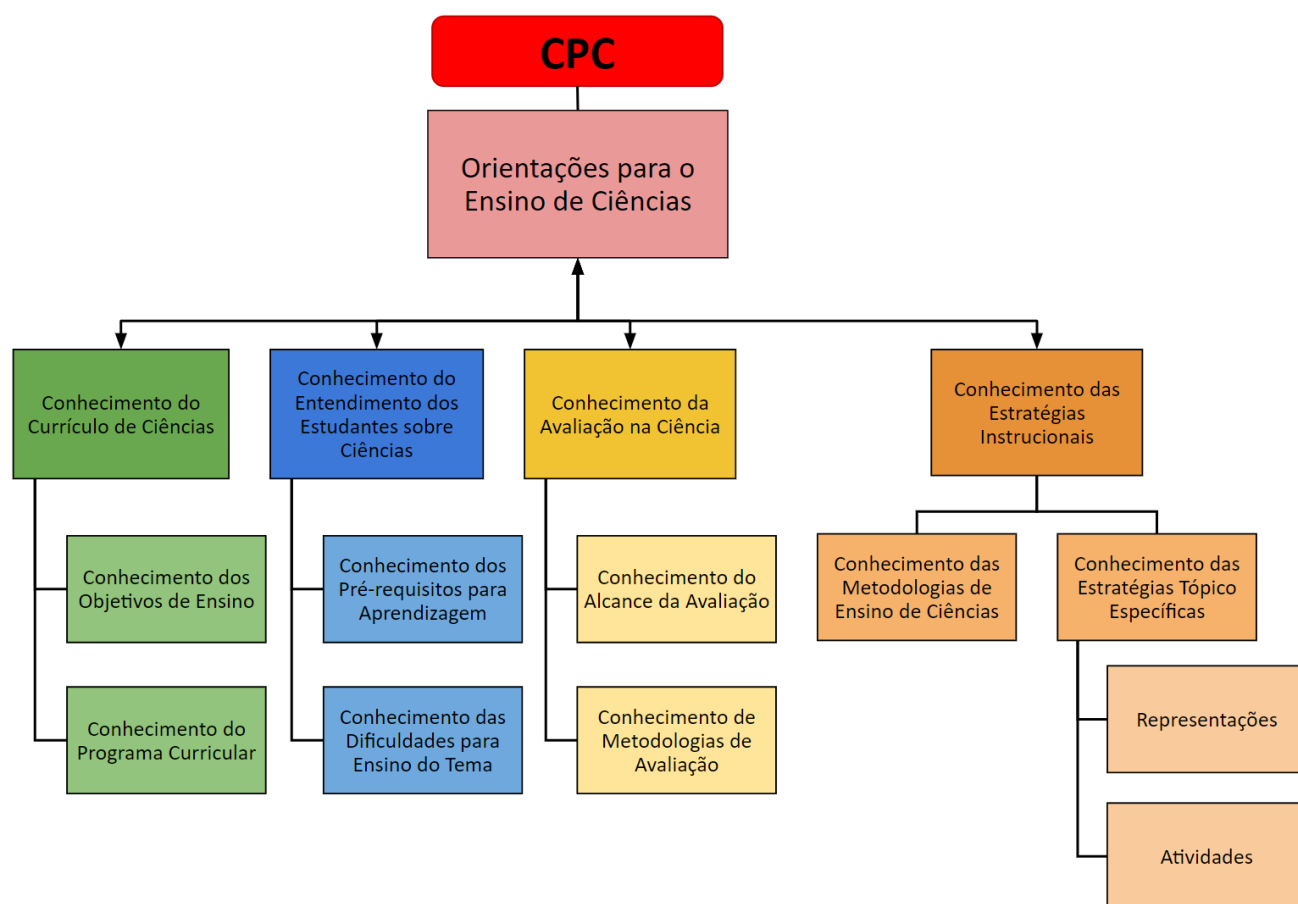 CPC
Orientações para o
Ensino de Ciências
Conhecimento do
Currículo de Ciências
Conhecimento do
Entendimento dos
Estudantes sobre
Ciências
Conhecimento da
Avaliação na Ciência
Conhecimento das
Estratégias
Instrucionais
Conhecimento dos
Objetivos de Ensino
Conhecimento do
Programa Curricular
Conhecimento dos
Pré-requisitos para
Aprendizagem
Conhecimento das
Dificuldades para
Ensino do Tema
Conhecimento do
Alcance da Avaliação
Conhecimento de
Metodologias de
Avaliação
Conhecimento das
Metodologias de
Ensino de Ciências
Conhecimento das
Estratégias Tópico
Específicas
Representações
Atividades